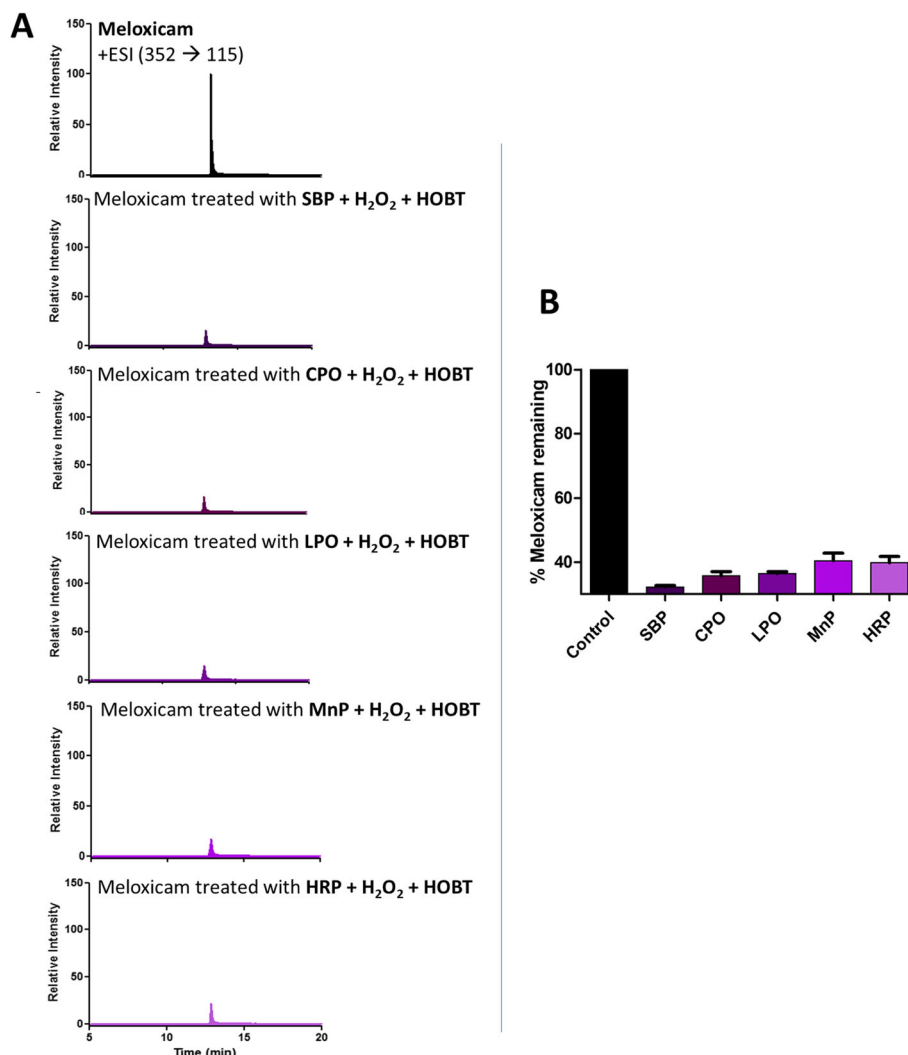 A
Meloxicam
+ESI (352 → 115)
Relative Intensity
150
100
50
0
Meloxicam treated with SBP + H₂O₂ + HOBT
Relative Intensity
150
100
50
0
Meloxicam treated with CPO + H₂O₂ + HOBT
Relative Intensity
150
100
50
0
Meloxicam treated with LPO + H₂O₂ + HOBT
Relative Intensity
150
100
50
0
Meloxicam treated with MnP + H₂O₂ + HOBT
Relative Intensity
150
100
50
0
Meloxicam treated with HRP + H₂O₂ + HOBT
Relative Intensity
150
100
50
0
5 10 15 20
Time (min)
B
% Meloxicam remaining
100
80
60
40
Control SBP CPO LPO MnP HRP